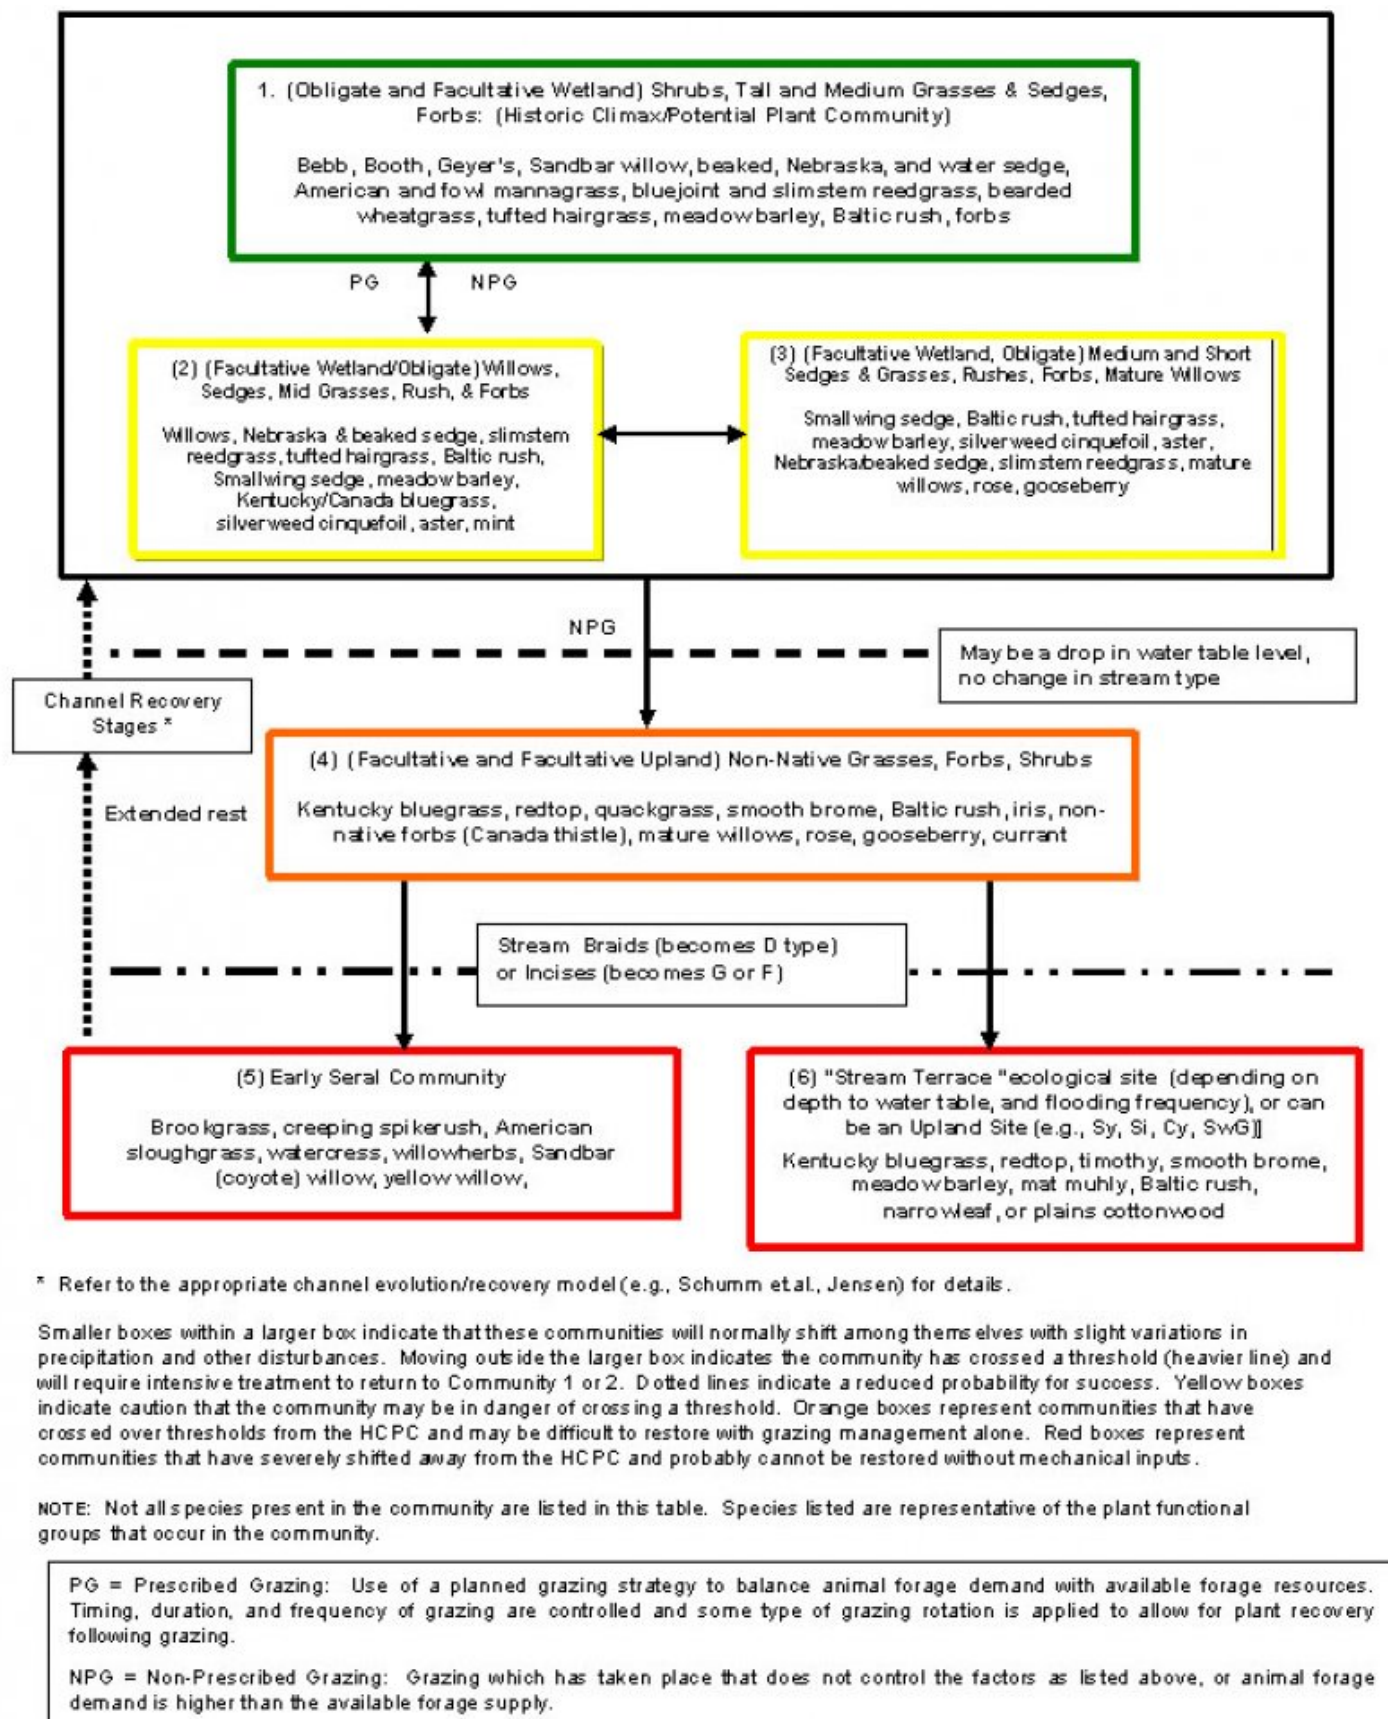 1. (Obligate and Facultative Wetland) Shrubs, Tall and Medium Grasses & Sedges,
Forbs: (Historic Climax/Potential Plant Community)
Bebb, Booth, Geyer's, Sandbar willow, beaked, Nebraska, and water sedge,
American and fowl mannagrass, bluejoint and slimstem reedgrass, bearded
wheatgrass, tufted hairgrass, meadow barley, Baltic rush, forbs
PG
NPG
(2) (Facultative Wetland/Obligate) Willows,
Sedges, Mid Grasses, Rush, & Forbs
Willows, Nebraska & beaked sedge, slimstem
reedgrass, tufted hairgrass, Baltic rush,
Smallwing sedge, meadow barley,
Kentucky/Canada bluegrass,
silverweed cinquefoil, aster, mint
(3) (Facultative Wetland, Obligate) Medium and Short
Sedges & Grasses, Rushes, Forbs, Mature Willows
Smallwing sedge, Baltic rush, tufted hairgrass,
meadow barley, silverweed cinquefoil, aster,
Nebraska/beaked sedge, slimstem reedgrass, mature
willows, rose, gooseberry
NPG
May be a drop in water table level,
no change in stream type
Channel Recovery
Stages *
Extended rest
(4) (Facultative and Facultative Upland) Non-Native Grasses, Forbs, Shrubs
Kentucky bluegrass, redtop, quackgrass, smooth brome, Baltic rush, iris, non-
native forbs (Canada thistle), mature willows, rose, gooseberry, currant
Stream Braids (becomes D type)
or Incises (becomes G or F)
(5) Early Seral Community
Brookgrass, creeping spikerush, American
sloughgrass, watercress, willowherbs, Sandbar
(coyote) willow, yellow willow,
(6) "Stream Terrace "ecological site (depending on
depth to water table, and flooding frequency), or can
be an Upland Site (e.g., Sy, Si, Cy, SwG)]
Kentucky bluegrass, redtop, timothy, smooth brome,
meadow barley, mat muhly, Baltic rush,
narrowleaf, or plains cottonwood
* Refer to the appropriate channel evolution/recovery model (e.g., Schumm et.al., Jensen) for details.
Smaller boxes within a larger box indicate that these communities will normally shift among themselves with slight variations in
precipitation and other disturbances. Moving outside the larger box indicates the community has crossed a threshold (heavier line) and
will require intensive treatment to return to Community 1 or 2. Dotted lines indicate a reduced probability for success. Yellow boxes
indicate caution that the community may be in danger of crossing a threshold. Orange boxes represent communities that have
crossed over thresholds from the HCPC and may be difficult to restore with grazing management alone. Red boxes represent
communities that have severely shifted away from the HCPC and probably cannot be restored without mechanical inputs.
NOTE: Not all species present in the community are listed in this table. Species listed are representative of the plant functional
groups that occur in the community.
PG = Prescribed Grazing: Use of a planned grazing strategy to balance animal forage demand with available forage resources.
Timing, duration, and frequency of grazing are controlled and some type of grazing rotation is applied to allow for plant recovery
following grazing.
NPG = Non-Prescribed Grazing: Grazing which has taken place that does not control the factors as listed above, or animal forage
demand is higher than the available forage supply.